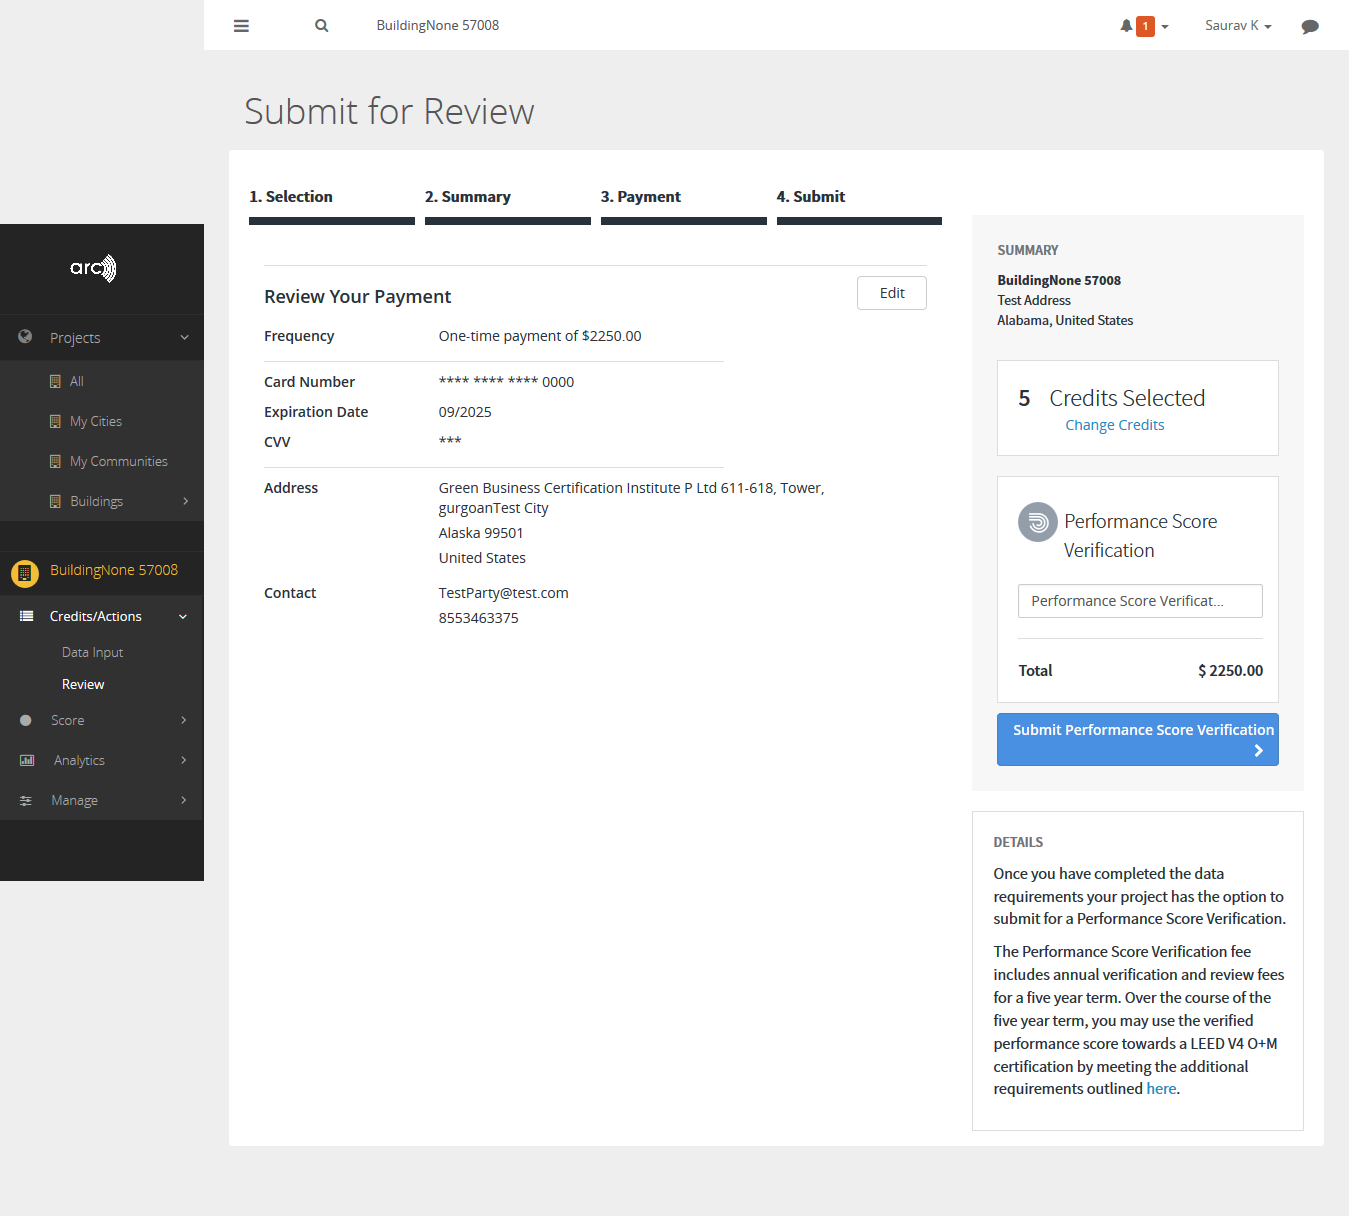 BuildingNone 57008
1
Saurav K
Submit for Review
1. Selection
2. Summary
3. Payment
4. Submit
arc
Projects
All
My Cities
My Communities
Buildings
BuildingNone 57008
Credits/Actions
Data Input
Review
Score
Analytics
Manage
Review Your Payment
Edit
Frequency
One-time payment of $2250.00
Card Number
**** **** **** 0000
Expiration Date
09/2025
CVV
***
Address
Green Business Certification Institute P Ltd 611-618, Tower,
gurgoanTest City
Alaska 99501
United States
Contact
TestParty@test.com
8553463375
SUMMARY
BuildingNone 57008
Test Address
Alabama, United States
5 Credits Selected
Change Credits
Performance Score
Verification
Performance Score Verificat...
Total
$ 2250.00
Submit Performance Score Verification
DETAILS
Once you have completed the data
requirements your project has the option to
submit for a Performance Score Verification.
The Performance Score Verification fee
includes annual verification and review fees
for a five year term. Over the course of the
five year term, you may use the verified
performance score towards a LEED V4 O+M
certification by meeting the additional
requirements outlined here.